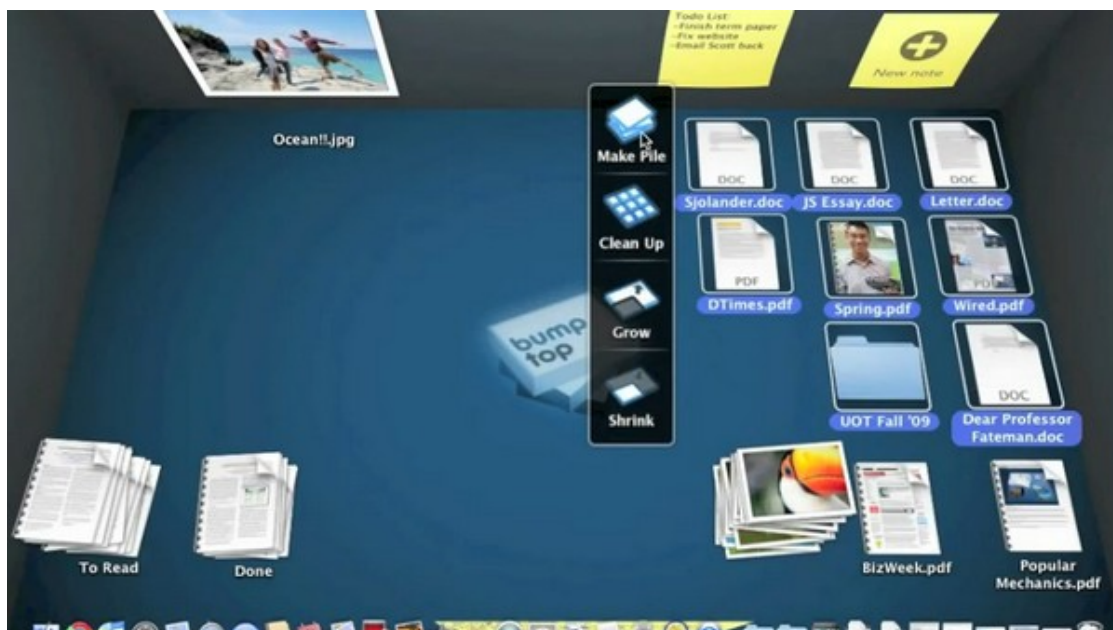 Todo List:
-Finish term paper
-Fix website
-Email Scott back
New note
Ocean!!.jpg
Make Pile
Clean Up
Grow
Shrink
DOC
DOC
DOC
Sjolander.doc
JS Essay.doc
Letter.doc
PDF
PDF
DTimes.pdf
Spring.pdf
Wired.pdf
bump
top
DOC
UOT Fall '09
Dear Professor
Fateman.doc
To Read
Done
BizWeek.pdf
Popular
Mechanics.pdf